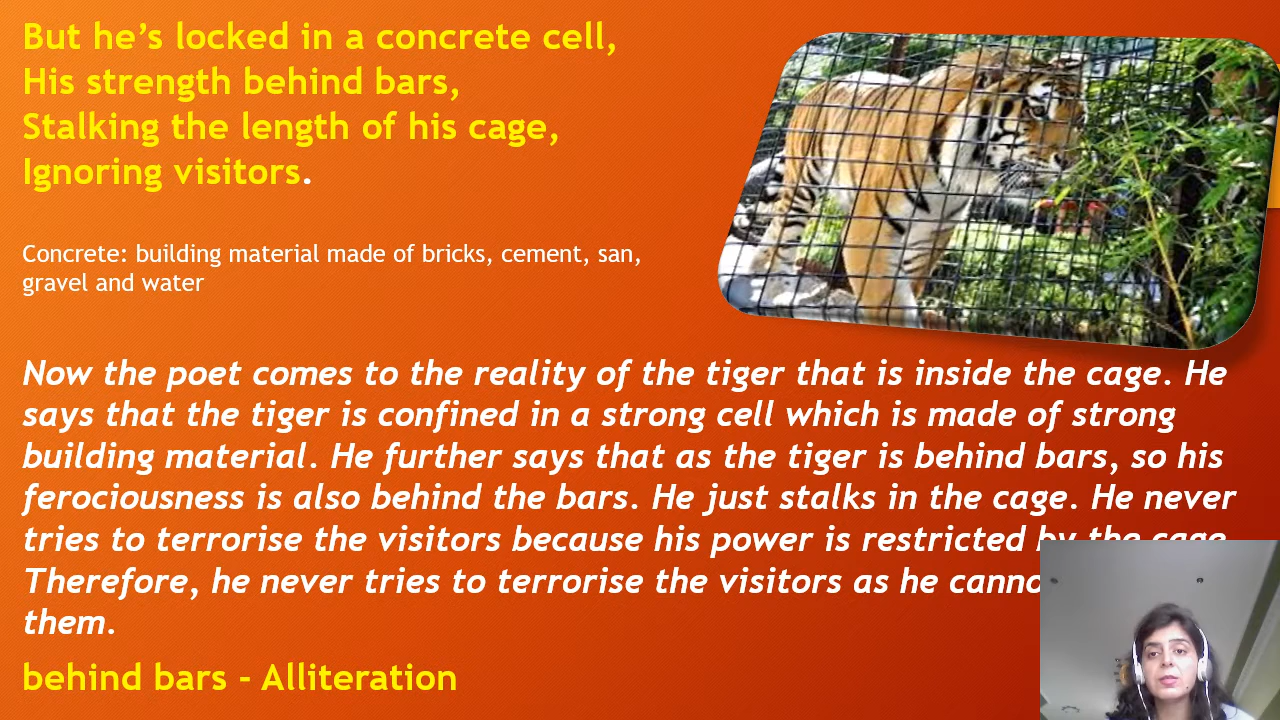 But he’s locked in a concrete cell,
His strength behind bars,
Stalking the length of his cage,
Ignoring visitors.
Concrete: building material made of bricks, cement, san,
gravel and water
Now the poet comes to the reality of the tiger that is inside the cage. He
says that the tiger is confined in a strong cell which is made of strong
building material. He further says that as the tiger is behind bars, so his
ferociousness is also behind the bars. He just stalks in the cage. He never
tries to terrorise the visitors because his power is restricted by the cage.
Therefore, he never tries to terrorise the visitors as he
them.
behind bars - Alliteration